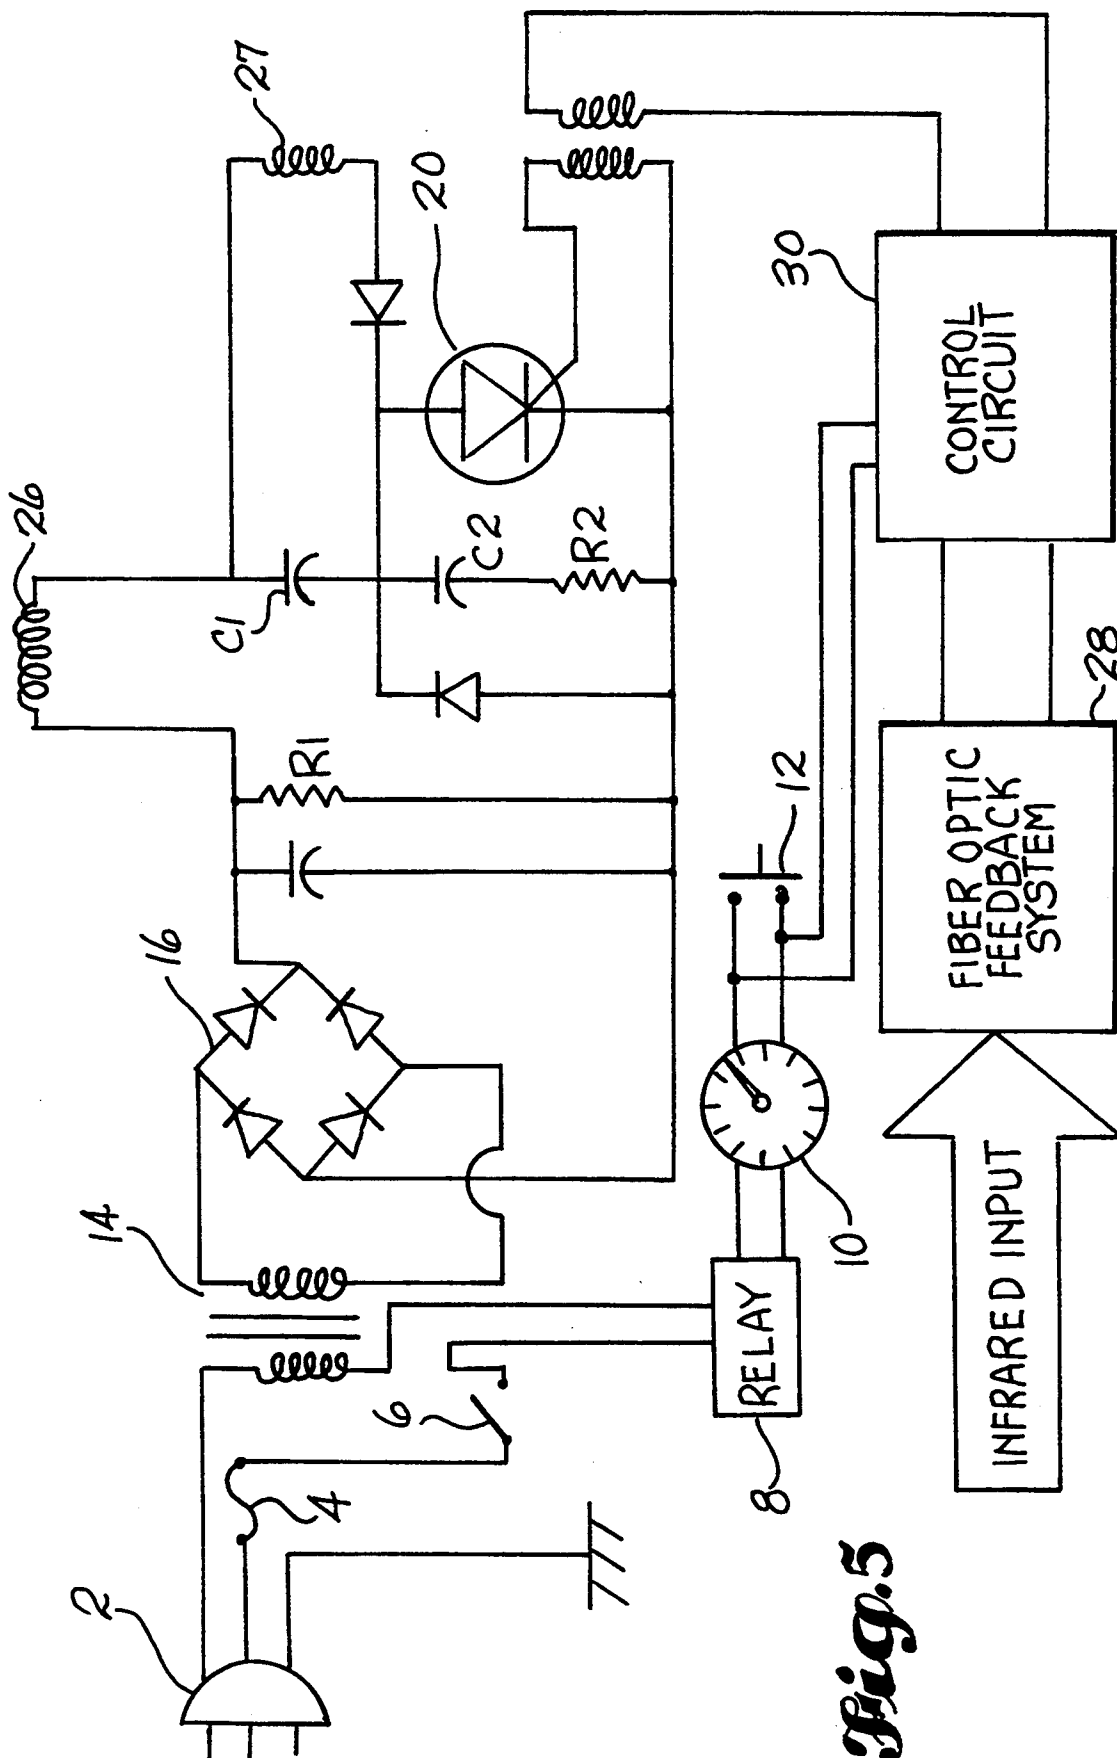 2
4
6
14
16
R1
26
C1
C2
R2
27
20
8
RELAY
10
12
30
CONTROL
CIRCUIT
28
FIBER OPTIC
FEEDBACK
SYSTEM
INFRARED INPUT
Fig.5